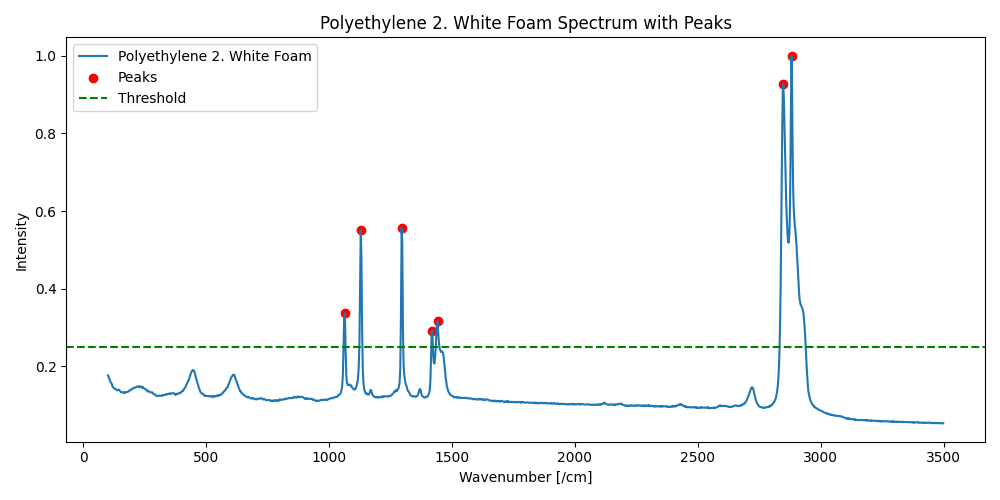 Polyethylene 2. White Foam Spectrum with Peaks
Polyethylene 2. White Foam
Peaks
Threshold
1.0
0.8
0.6
0.4
0.2
Intensity
0 500 1000 1500 2000 2500 3000 3500
Wavenumber [/cm]